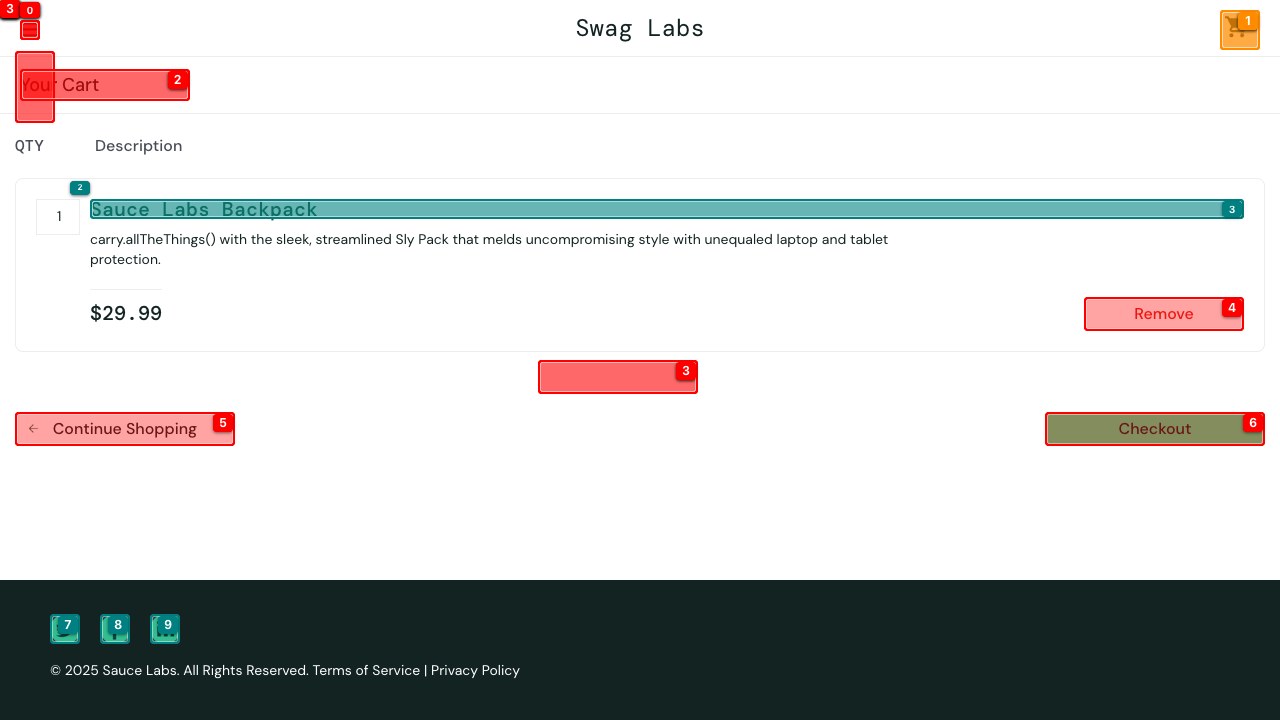 3
0
Swag Labs
1
Your Cart
2
QTY Description
2
1
Sauce Labs Backpack
3
carry.allTheThings() with the sleek, streamlined Sly Pack that melds uncompromising style with unequaled laptop and tablet
protection.
$29.99
Remove
4
3
← Continue Shopping
5
Checkout
6
7
8
9
© 2025 Sauce Labs. All Rights Reserved. Terms of Service | Privacy Policy